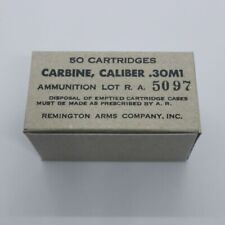 50 CARTRIDGES
CARBINE, CALIBER .30M1
AMMUNITION LOT R. A. 5097
DISPOSAL OF EMPTIED CARTRIDGE CASES
MUST BE MADE AS PRESCRIBED BY A. R.
REMINGTON ARMS COMPANY, INC.